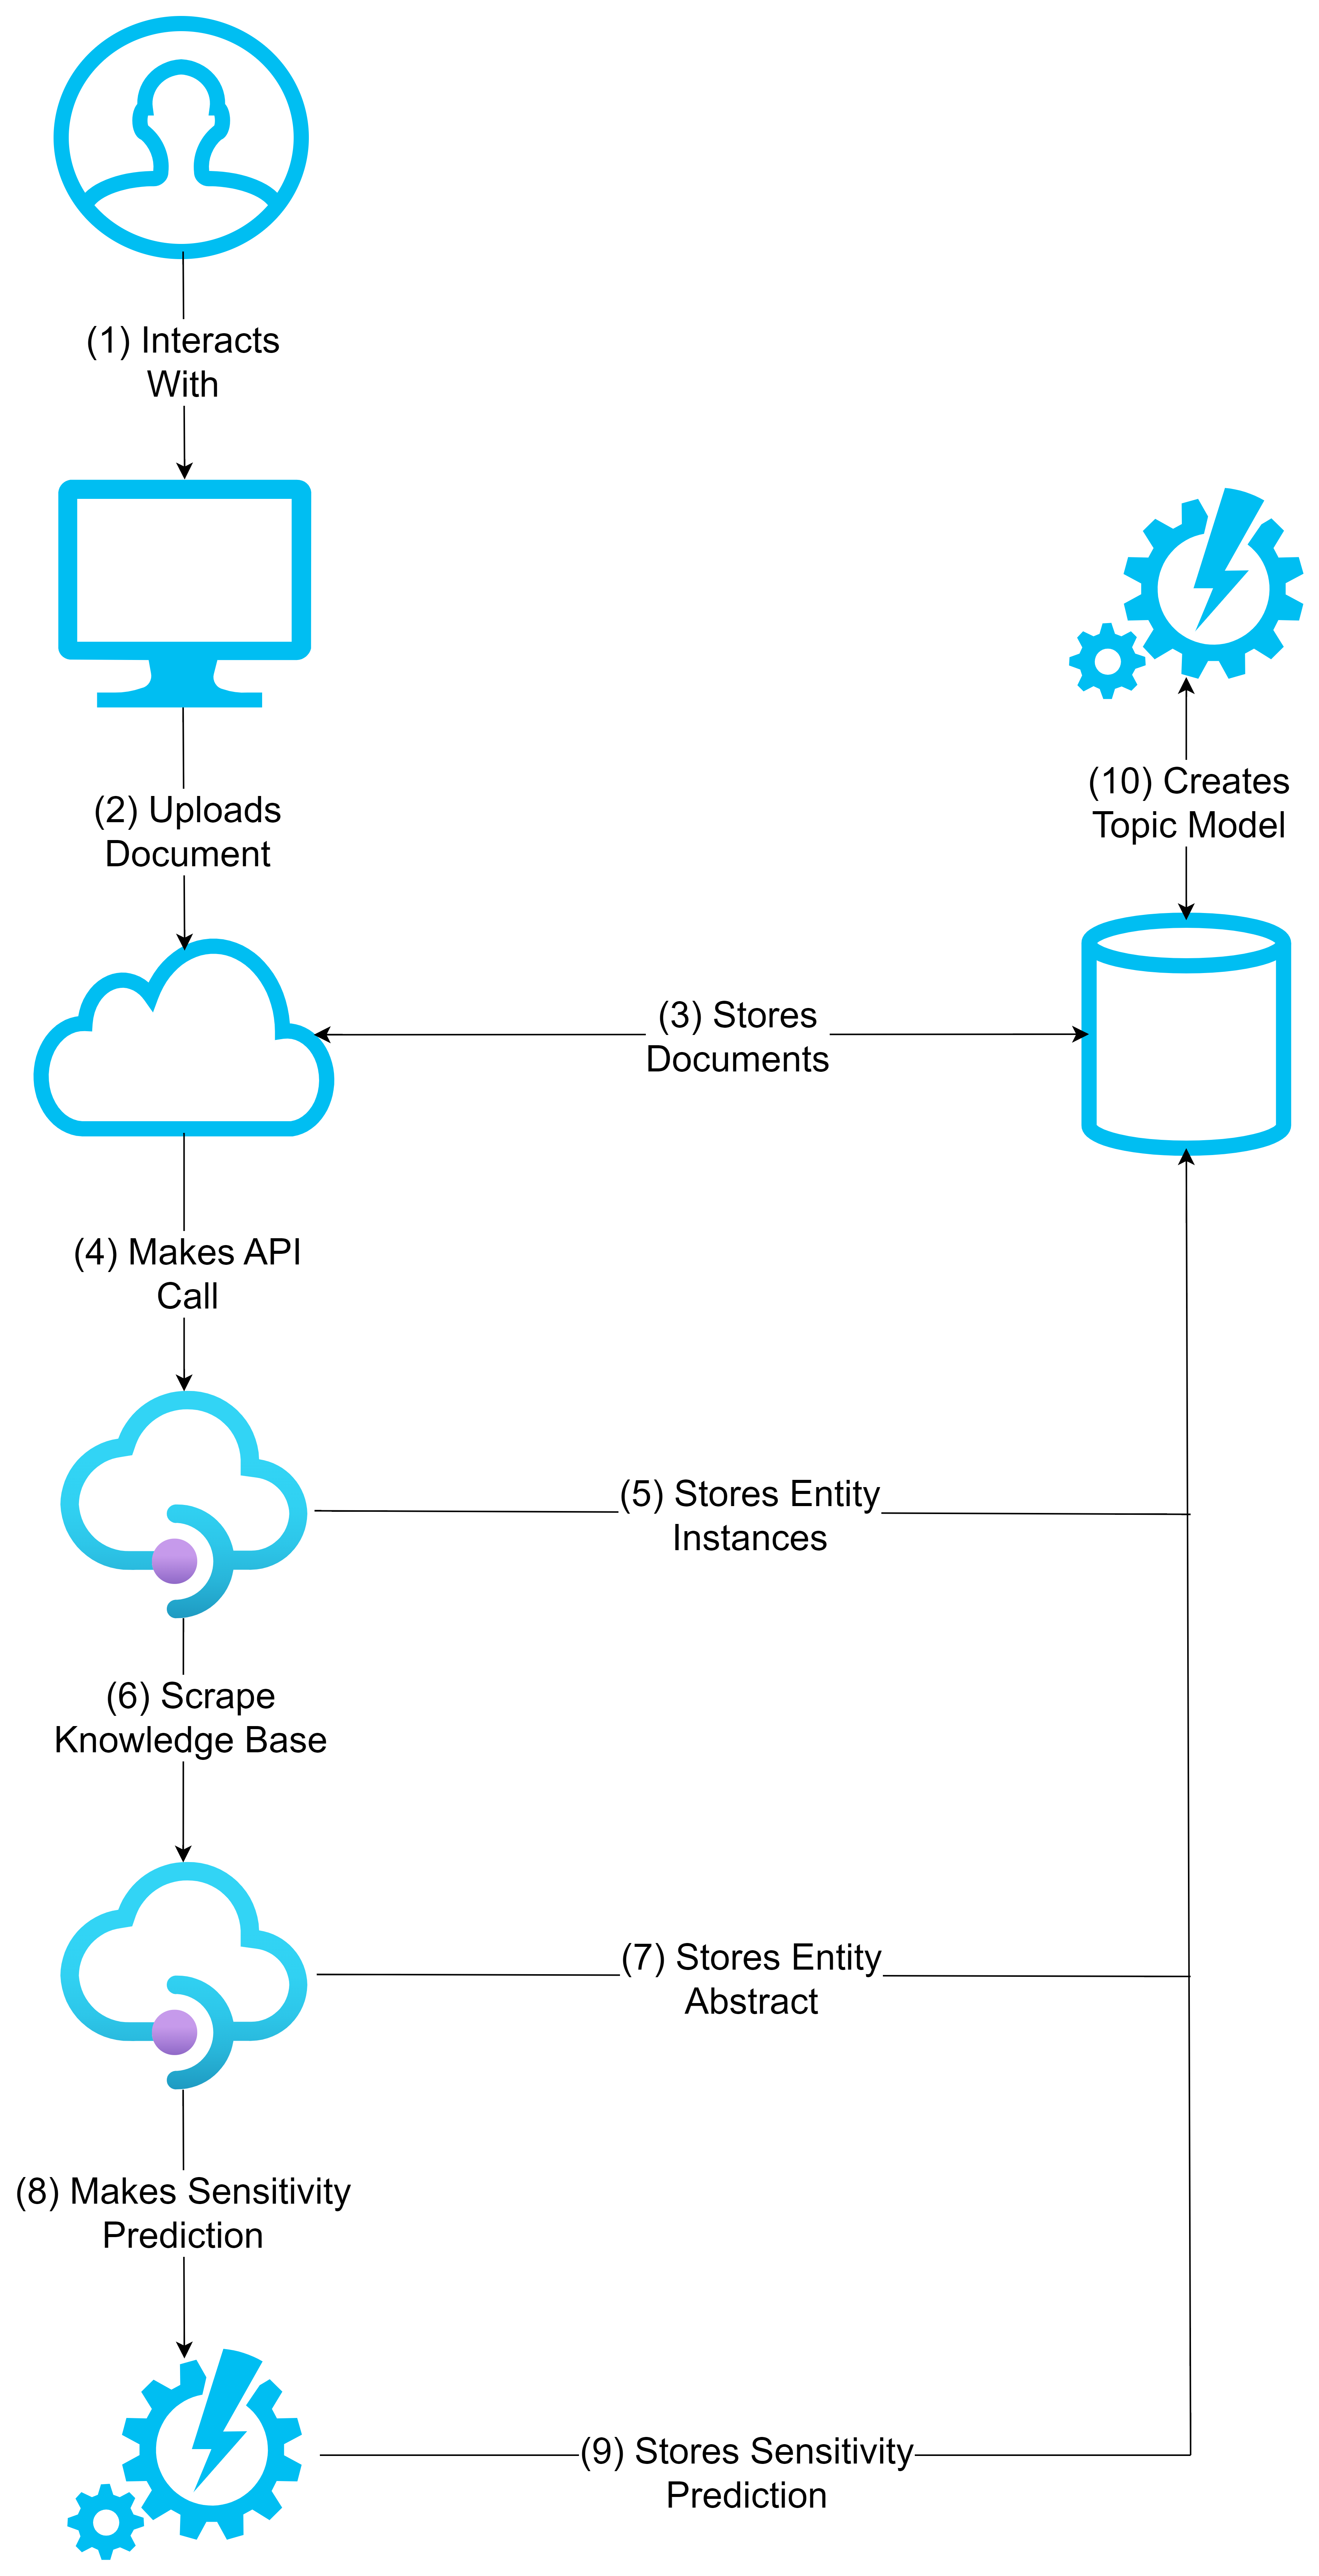 (1) Interacts
With
(2) Uploads
Document
(10) Creates
Topic Model
(3) Stores
Documents
(4) Makes API
Call
(5) Stores Entity
Instances
(6) Scrape
Knowledge Base
(7) Stores Entity
Abstract
(8) Makes Sensitivity
Prediction
(9) Stores Sensitivity
Prediction